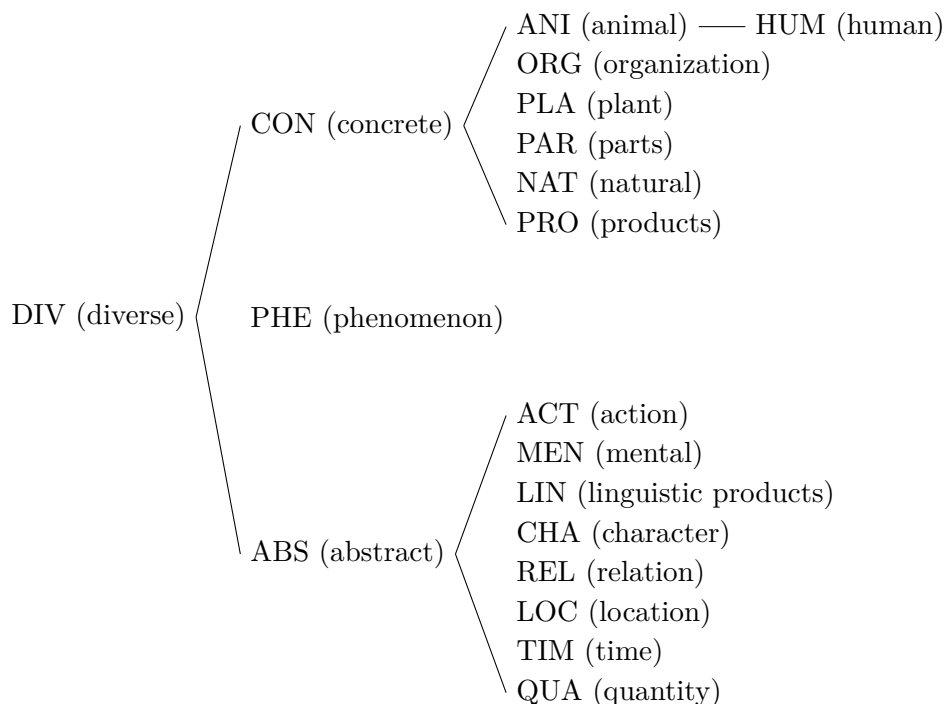 ANI (animal) HUM (human)
ORG (organization)
PLA (plant)
CON (concrete)
PAR (parts)
NAT (natural)
PRO (products)
DIV (diverse)
PHE (phenomenon)
ACT (action)
MEN (mental)
LIN (linguistic products)
CHA (character)
ABS (abstract)
REL (relation)
LOC (location)
TIM (time)
QUA (quantity)